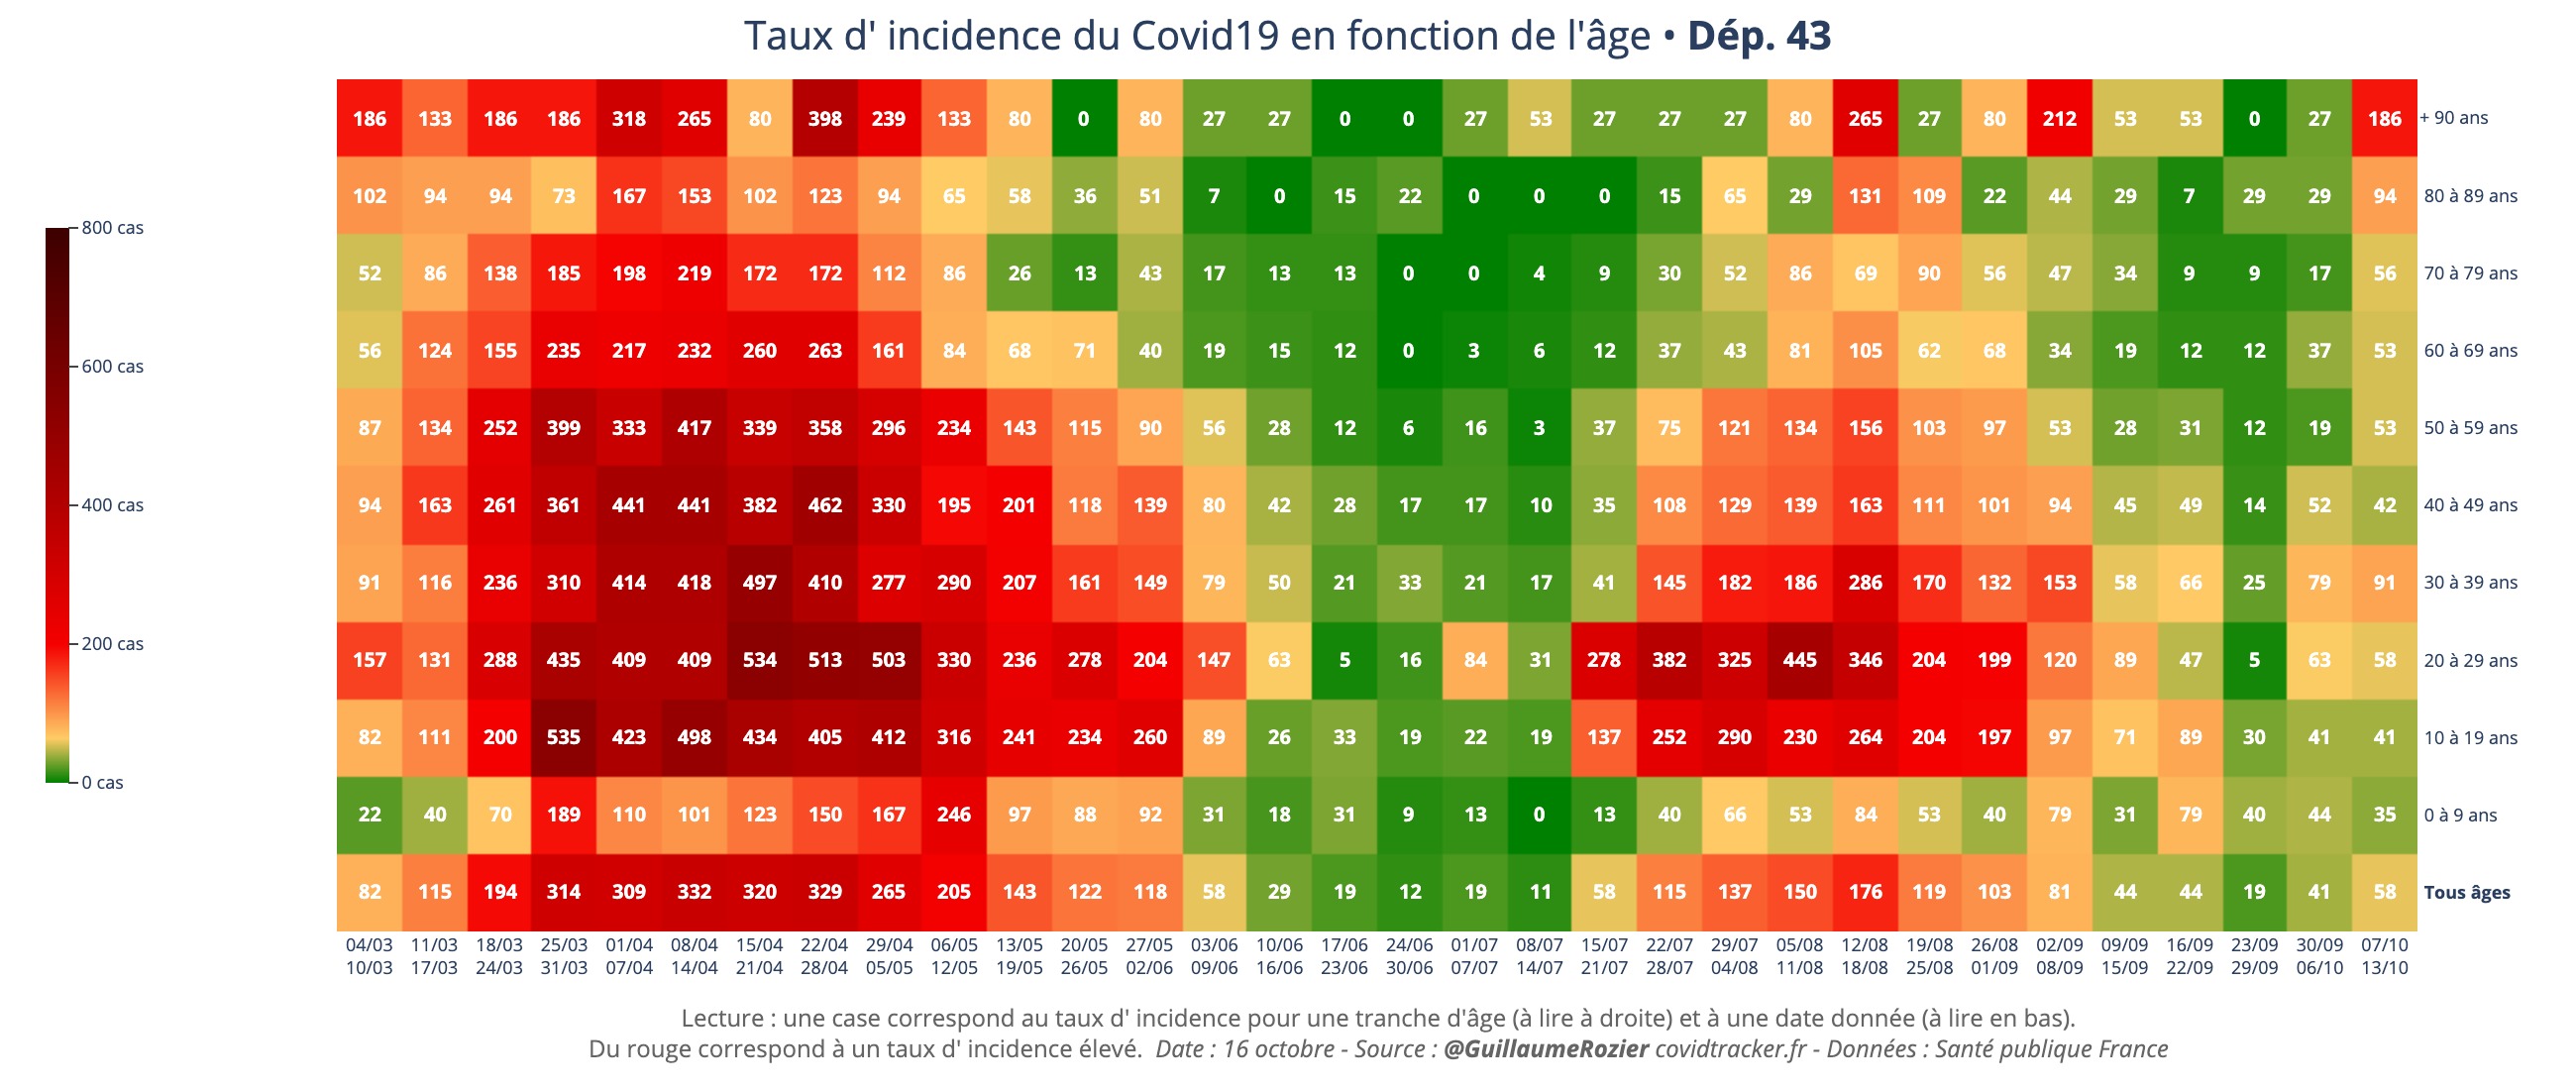 Taux d' incidence du Covid19 en fonction de l'âge • Dép. 43
800 cas
600 cas
400 cas
200 cas
0 cas
186 133 186 186 318 265 80 398 239 133 80 0 80 27 27 0 0 27 53 27 27 27 80 265 27 80 212 53 53 0 27 186 + 90 ans
102 94 94 73 167 153 102 123 94 65 58 36 51 7 0 15 22 0 0 0 15 65 29 131 109 22 44 29 7 29 29 94 80 à 89 ans
52 86 138 185 198 219 172 172 112 86 26 13 43 17 13 13 0 0 4 9 30 52 86 69 90 56 47 34 9 9 17 56 70 à 79 ans
56 124 155 235 217 232 260 263 161 84 68 71 40 19 15 12 0 3 6 12 37 43 81 105 62 68 34 19 12 12 37 53 60 à 69 ans
87 134 252 399 333 417 339 358 296 234 143 115 90 56 28 12 6 16 3 37 75 121 134 156 103 97 53 28 31 12 19 53 50 à 59 ans
94 163 261 361 441 441 382 462 330 195 201 118 139 80 42 28 17 17 10 35 108 129 139 163 111 101 94 45 49 14 52 42 40 à 49 ans
91 116 236 310 414 418 497 410 277 290 207 161 149 79 50 21 33 21 17 41 145 182 186 286 170 132 153 58 66 25 79 91 30 à 39 ans
157 131 288 435 409 409 534 513 503 330 236 278 204 147 63 5 16 84 31 278 382 325 445 346 204 199 120 89 47 5 63 58 20 à 29 ans
82 111 200 535 423 498 434 405 412 316 241 234 260 89 26 33 19 22 19 137 252 290 230 264 204 197 97 71 89 30 41 41 10 à 19 ans
22 40 70 189 110 101 123 150 167 246 97 88 92 31 18 31 9 13 0 13 40 66 53 84 53 40 79 31 79 40 44 35 0 à 9 ans
82 115 194 314 309 332 320 329 265 205 143 122 118 58 29 19 12 19 11 58 115 137 150 176 119 103 81 44 44 19 41 58 Tous âges
04/03 11/03 18/03 25/03 01/04 08/04 15/04 22/04 29/04 06/05 13/05 20/05 27/05 03/06 10/06 17/06 24/06 01/07 08/07 15/07 22/07 29/07 05/08 12/08 19/08 26/08 02/09 09/09 16/09 23/09 30/09 07/10
10/03 17/03 24/03 31/03 07/04 14/04 21/04 28/04 05/05 12/05 19/05 26/05 02/06 09/06 16/06 23/06 30/06 07/07 14/07 21/07 28/07 04/08 11/08 18/08 25/08 01/09 08/09 15/09 22/09 29/09 06/10 13/10
Lecture : une case correspond au taux d' incidence pour une tranche d'âge (à lire à droite) et à une date donnée (à lire en bas).
Du rouge correspond à un taux d' incidence élevé. Date : 16 octobre - Source : @GuillaumeRozier covidtracker.fr - Données : Santé publique France